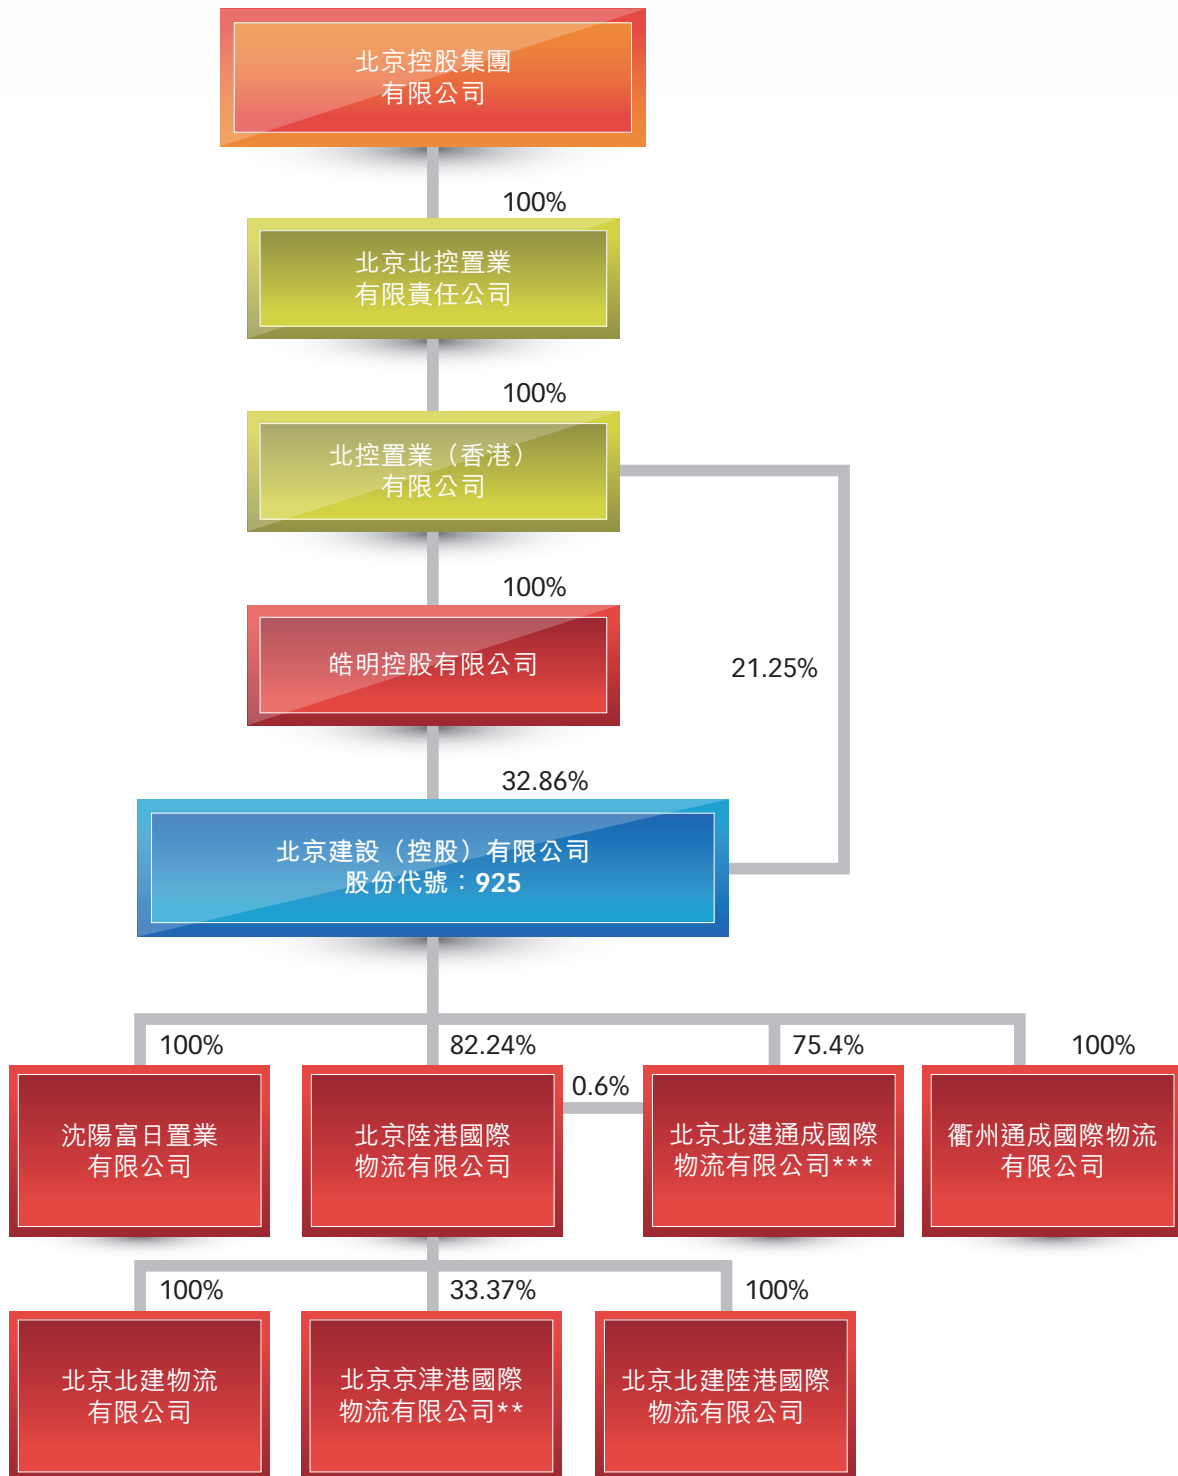 北京控股集團
有限公司
100%
北京北控置業
有限責任公司
100%
北控置業（香港）
有限公司
100%
皓明控股有限公司
21.25%
32.86%
北京建設（控股）有限公司
股份代號：925
100%
82.24%
75.4%
100%
0.6%
沈陽富日置業
有限公司
北京陸港國際
物流有限公司
北京北建通成國際
物流有限公司***
衢州通成國際物流
有限公司
100%
33.37%
100%
北京北建物流
有限公司
北京京津港國際
物流有限公司**
北京北建陸港國際
物流有限公司